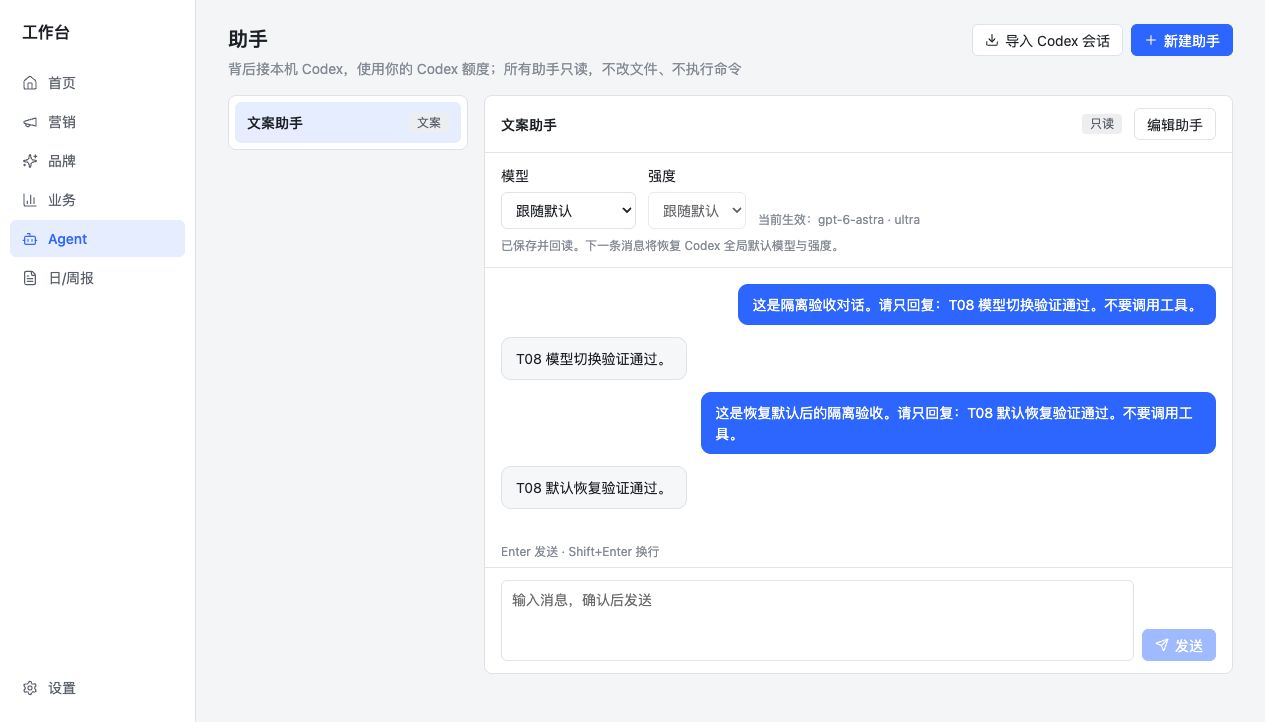 工作台
首页
营销
品牌
业务
Agent
日/周报
设置
助手
背后接本机 Codex，使用你的 Codex 额度；所有助手只读，不改文件、不执行命令
导入 Codex 会话
新建助手
文案助手
文案
文案助手
只读
编辑助手
模型
强度
跟随默认
跟随默认
当前生效：gpt-6-astra · ultra
已保存并回读。下一条消息将恢复 Codex 全局默认模型与强度。
这是隔离验收对话。请只回复：T08 模型切换验证通过。不要调用工具。
T08 模型切换验证通过。
这是恢复默认后的隔离验收。请只回复：T08 默认恢复验证通过。不要调用工
具。
T08 默认恢复验证通过。
Enter 发送 · Shift+Enter 换行
输入消息，确认后发送
发送